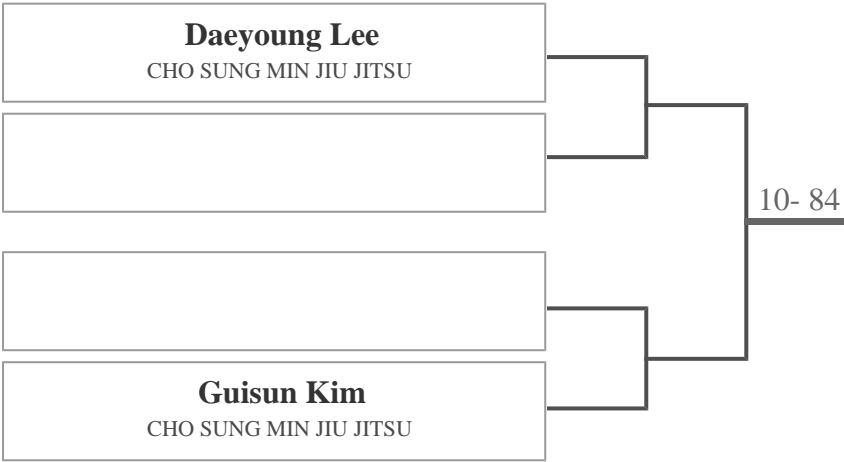 Daeyoung Lee
CHO SUNG MIN JIU JITSU
10- 84
Guisun Kim
CHO SUNG MIN JIU JITSU